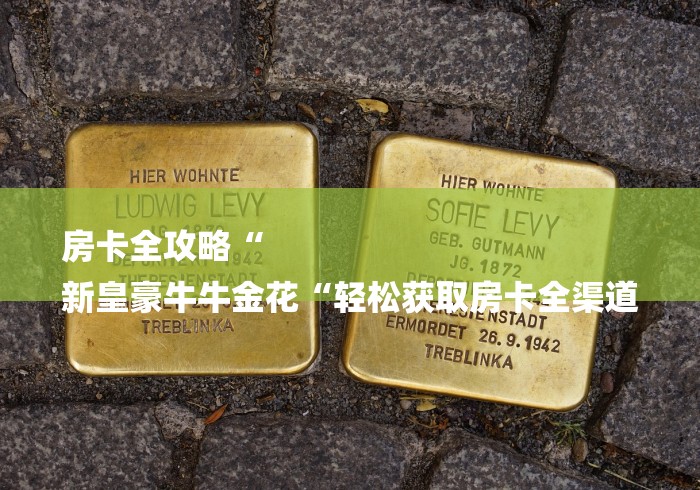 HIER WOHNTE
LUDWIG LEVY
TREBLINKA
HIER WOHNTE
SOFIE LEVY
GEB. GUTMANN
JG. 1872
ERMORDET 26.9.1942
TREBLINKA
房卡全攻略“
新皇豪牛牛金花“轻松获取房卡全渠道